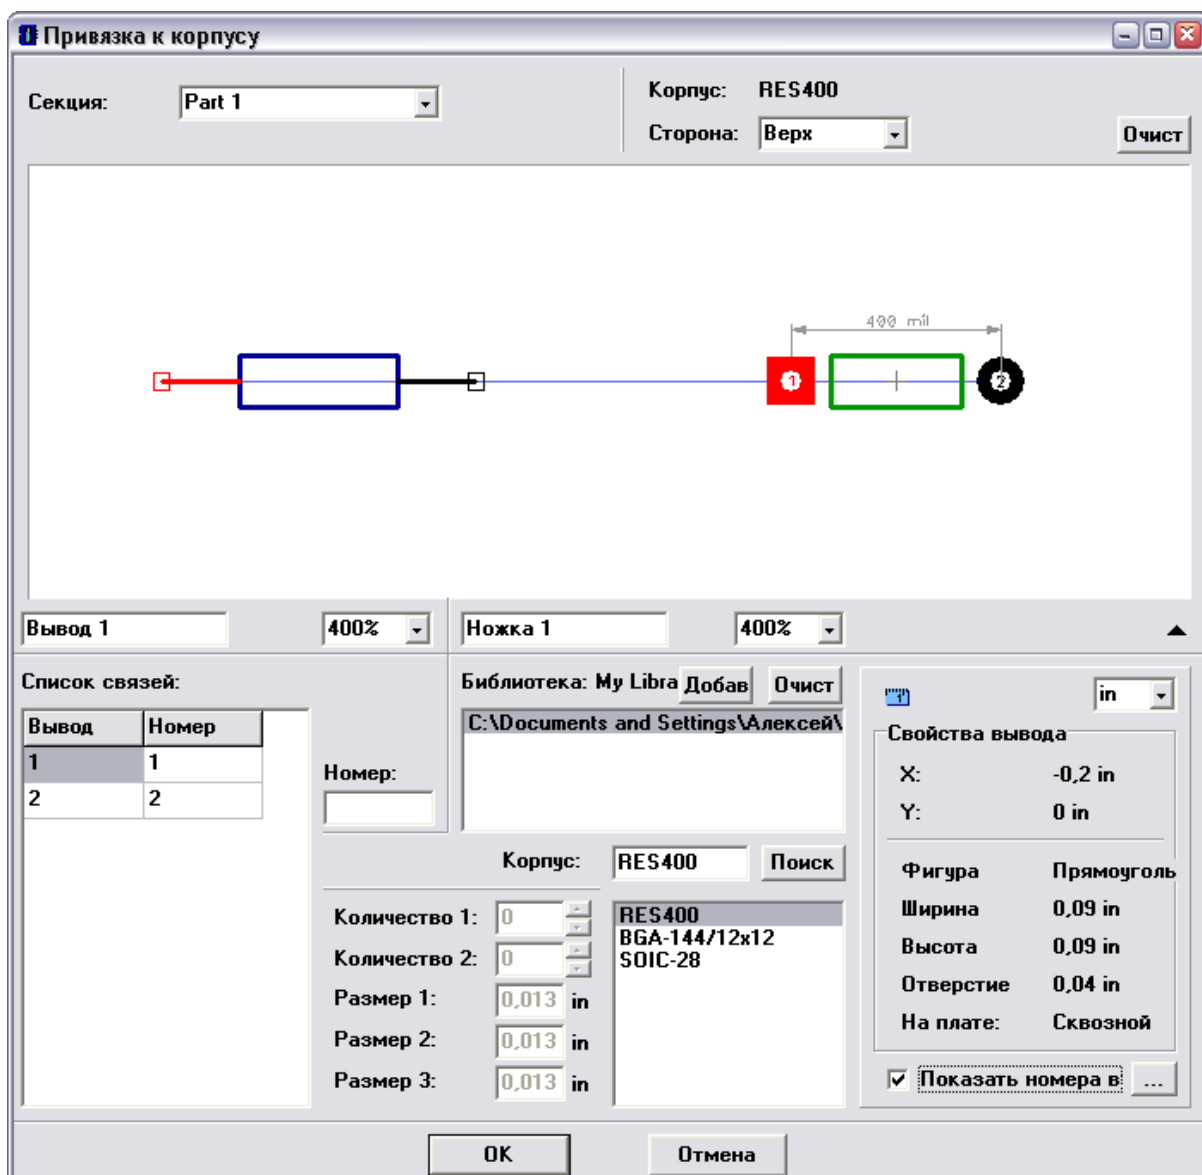 Привязка к корпусу
Секция: Part 1
Корпус: RES400
Сторона: Верх
Очист
400 mil
1 2
Вывод 1 400% Ножка 1 400%
Список связей:
Вывод Номер
1 1
2 2
Номер:
Библиотека: My Libra Добав Очист
C:\Documents and Settings\Алексей\
Корпус: RES400 Поиск
Количество 1: 0
Количество 2: 0
Размер 1: 0,013 in
Размер 2: 0,013 in
Размер 3: 0,013 in
RES400
BGA-144/12x12
SOIC-28
in
Свойства вывода
X: -0,2 in
Y: 0 in
Фигура Прямоуголь
Ширина 0,09 in
Высота 0,09 in
Отверстие 0,04 in
На плате: Сквозной
Показать номера в ...
OK Отмена